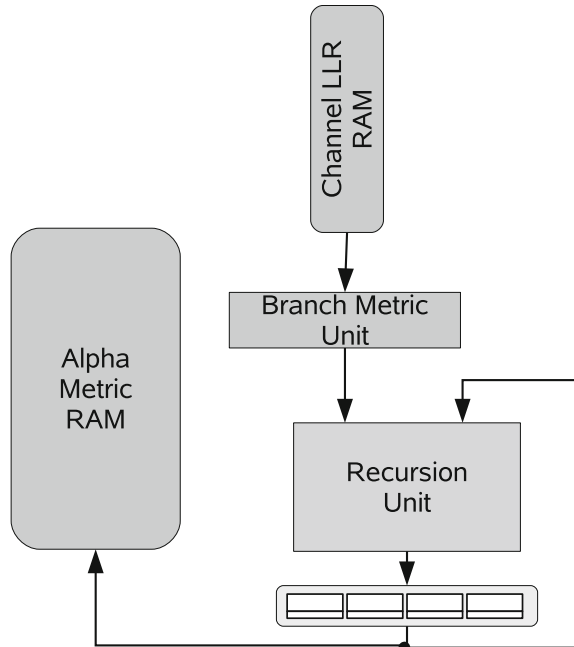 Channel LLR
RAM
Branch Metric
Unit
Alpha
Metric
RAM
Recursion
Unit